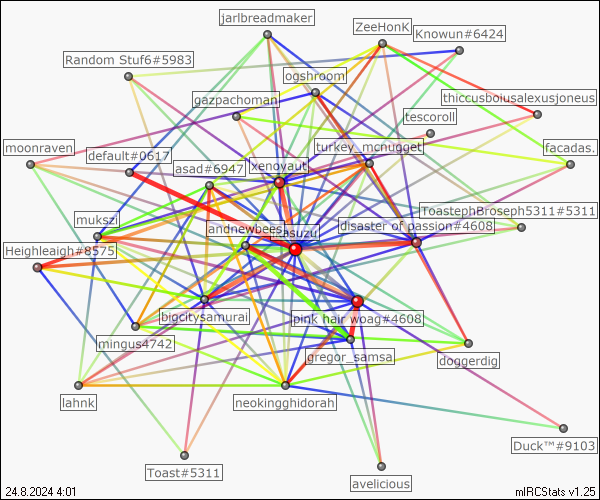 jarlbreadmaker
ZeeHonK
Knowun#6424
Random Stuf6#5983
ogshroom
gazpachoman
thiccusboiusalexusjoneus
tescoroll
moonraven
default#0617
asad#6947
xenoyaut
turkey_mcnugget
facadas.
mukszi
andnewbees
asuzu
ToastephBroseph5311#5311
disaster of passion#4608
Heighleaigh#8575
bigcitysamurai
pink hair woag#4608
mingus4742
gregor_samsa
doggerdig
lahnk
neokingghidorah
Toast#5311
avelicious
Duck™#9103
24.8.2024 4:01
mIRCStats v1.25